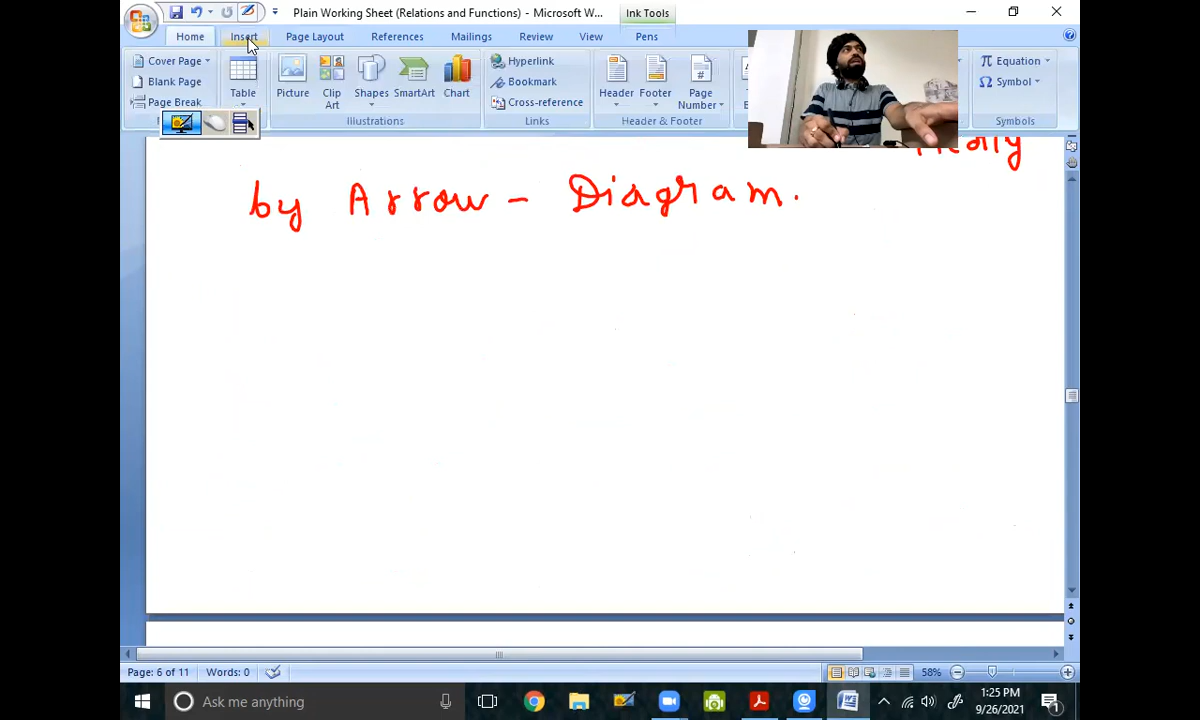 Plain Working Sheet (Relations and Functions) - Microsoft W...
Ink Tools
Home
Insert
Page Layout
References
Mailings
Review
View
Pens
Cover Page
Blank Page
Page Break
Table
Picture
Clip Art
Shapes
SmartArt
Chart
Illustrations
Hyperlink
Bookmark
Cross-reference
Links
Header
Footer
Page Number
Header & Footer
π Equation
Ω Symbol
Symbols
by Arrow - Diagram.
Page: 6 of 11
Words: 0
58%
Ask me anything
1:25 PM
9/26/2021